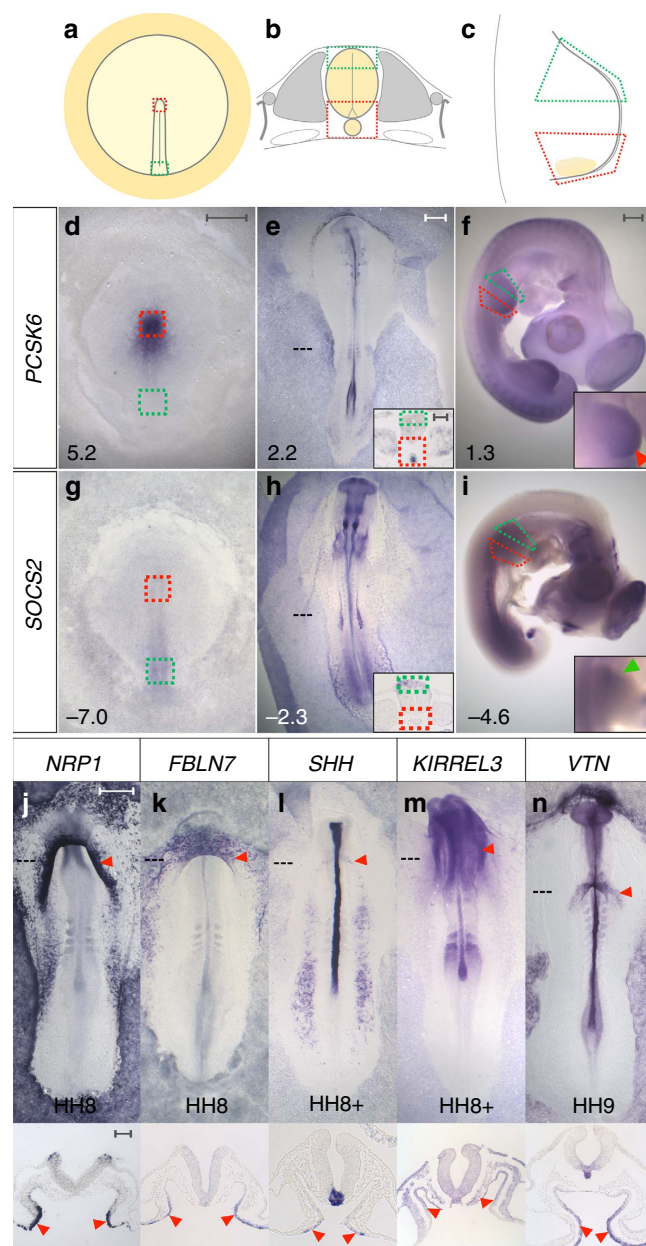 a b c
d e f
PCSK6
5.2 2.2 1.3
g h i
SOCS2
−7.0 −2.3 −4.6
NRP1 FBLN7 SHH KIRREL3 VTN
j k l m n
HH8 HH8 HH8+ HH8+ HH9